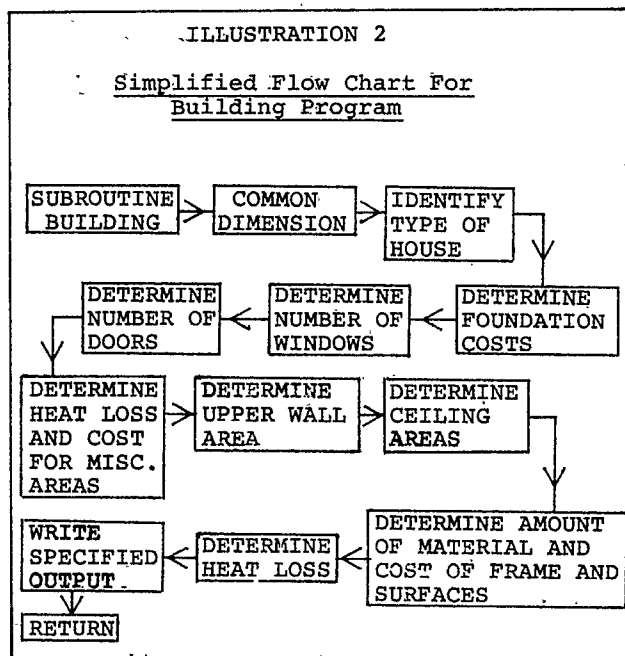 ILLUSTRATION 2
Simplified Flow Chart For
Building Program
SUBROUTINE
BUILDING
COMMON
DIMENSION
IDENTIFY
TYPE OF
HOUSE
DETERMINE
FOUNDATION
COSTS
DETERMINE
NUMBER OF
WINDOWS
DETERMINE
NUMBER OF
DOORS
DETERMINE
HEAT LOSS
AND COST
FOR MISC.
AREAS
DETERMINE
UPPER WALL
AREA
DETERMINE
CEILING
AREAS
DETERMINE AMOUNT
OF MATERIAL AND
COST OF FRAME AND
SURFACES
DETERMINE
HEAT LOSS
WRITE
SPECIFIED
OUTPUT
RETURN